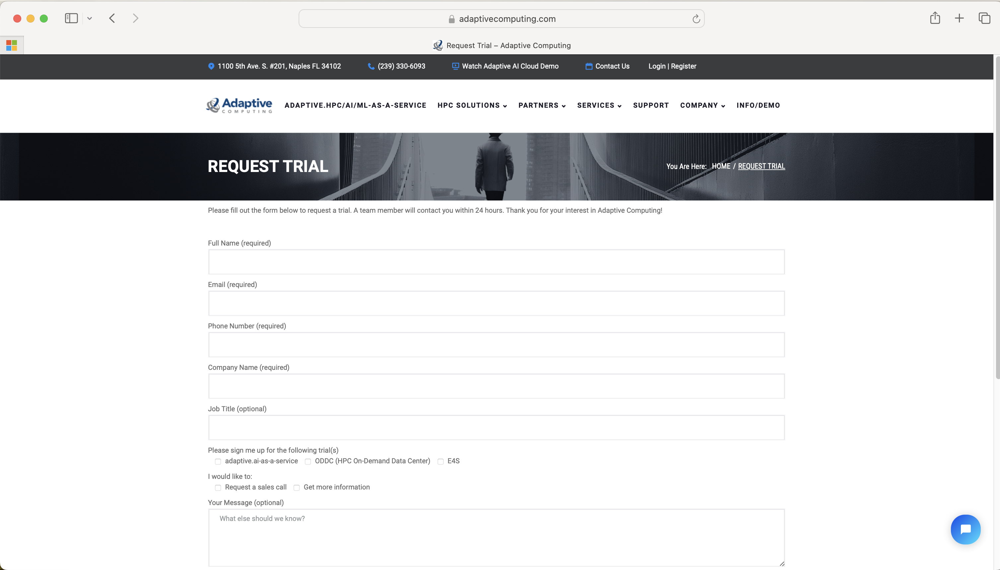 adaptivecomputing.com
Request Trial – Adaptive Computing
1100 5th Ave. S. #201, Naples FL 34102 (239) 330-6093 Watch Adaptive AI Cloud Demo Contact Us Login | Register
Adaptive
COMPUTING
ADAPTIVE.HPC/AI/ML-AS-A-SERVICE HPC SOLUTIONS PARTNERS SERVICES SUPPORT COMPANY INFO/DEMO
REQUEST TRIAL
You Are Here: HOME / REQUEST TRIAL
Please fill out the form below to request a trial. A team member will contact you within 24 hours. Thank you for your interest in Adaptive Computing!
Full Name (required)
Email (required)
Phone Number (required)
Company Name (required)
Job Title (optional)
Please sign me up for the following trial(s)
adaptive.ai-as-a-service ODDC (HPC On-Demand Data Center) E4S
I would like to:
Request a sales call Get more information
Your Message (optional)
What else should we know?